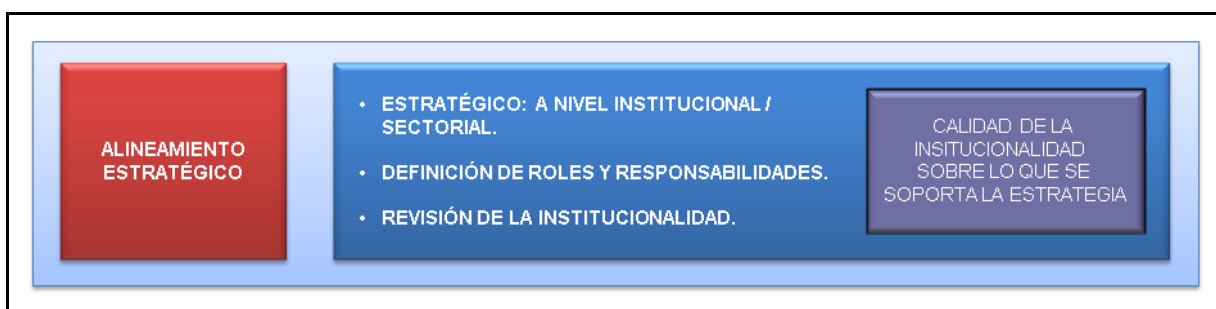 ALINEAMIENTO
ESTRATÉGICO
• ESTRATÉGICO: A NIVEL INSTITUCIONAL /
SECTORIAL.
• DEFINICIÓN DE ROLES Y RESPONSABILIDADES.
• REVISIÓN DE LA INSTITUCIONALIDAD.
CALIDAD DE LA
INSITUCIONALIDAD
SOBRE LO QUE SE
SOPORTA LA ESTRATEGIA